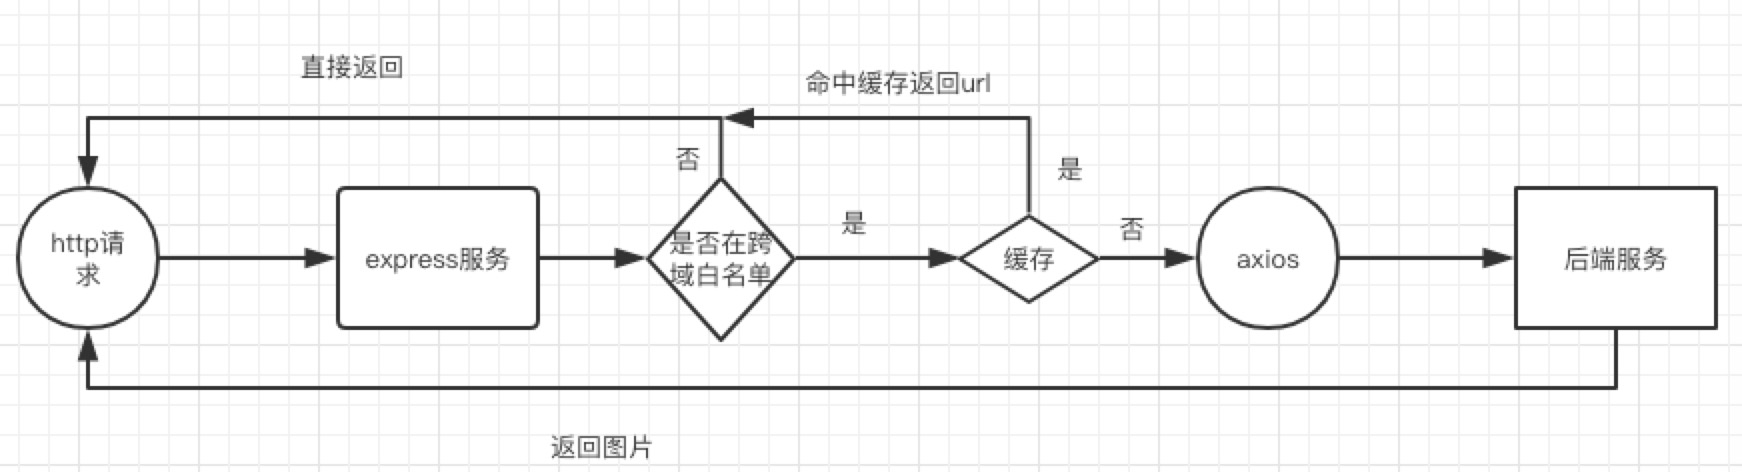 直接返回
命中缓存返回url
否
是
http请
求
express服务
是否在跨
域白名单
是
缓存
否
axios
后端服务
返回图片